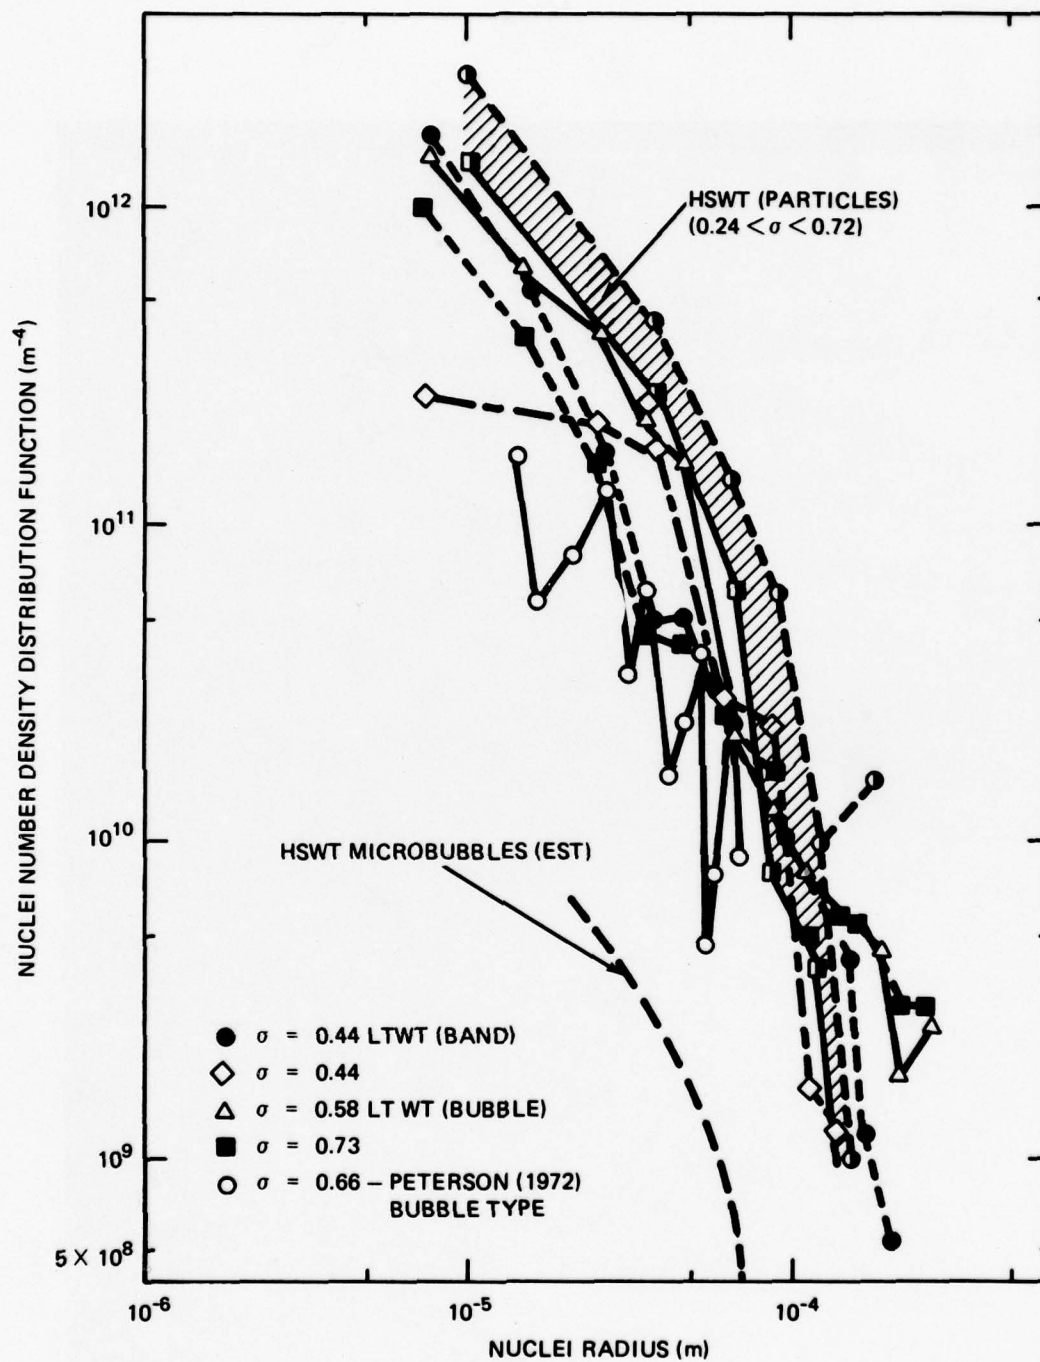 NUCLEI NUMBER DENSITY DISTRIBUTION FUNCTION (m⁻⁴)
10¹²
10¹¹
10¹⁰
10⁹
5 × 10⁸
HSWT (PARTICLES)
(0.24 < σ < 0.72)
HSWT MICROBUBBLES (EST)
σ = 0.44 LTWT (BAND)
σ = 0.44
σ = 0.58 LT WT (BUBBLE)
σ = 0.73
σ = 0.66 – PETERSON (1972)
BUBBLE TYPE
10⁻⁶
10⁻⁵
10⁻⁴
NUCLEI RADIUS (m)